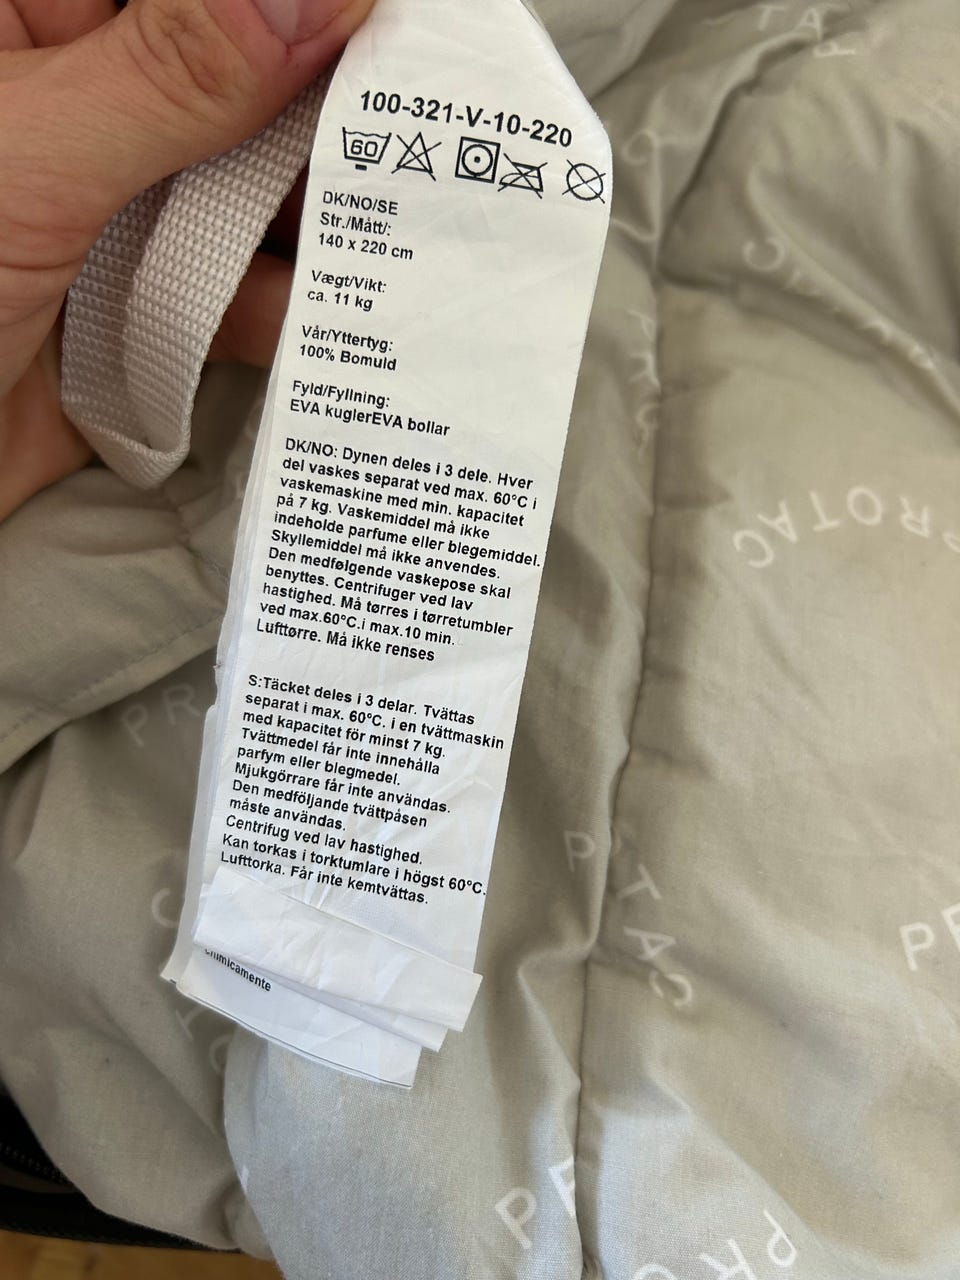 100-321-V-10-220
60
DK/NO/SE
Str./Mått/:
140 x 220 cm
Vægt/Vikt:
ca. 11 kg
Vår/Yttertyg:
100% Bomuld
Fyld/Fyllning:
EVA kuglerEVA bollar
DK/NO: Dynen deles i 3 dele. Hver
del vaskes separat ved max. 60°C i
vaskemaskine med min. kapacitet
på 7 kg. Vaskemiddel må ikke
indeholde parfume eller blegemiddel.
Skyllemiddel må ikke anvendes.
Den medfølgende vaskepose skal
benyttes. Centrifuger ved lav
hastighed. Må tørres i tørretumbler
ved max.60°C.i max.10 min.
Lufttørre. Må ikke renses
S:Täcket deles i 3 delar. Tvättas
separat i max. 60°C. i en tvättmaskin
med kapacitet för minst 7 kg.
Tvättmedel får inte innehålla
parfym eller blegmedel.
Mjukgörrare får inte användas.
Den medföljande tvättpåsen
måste användas.
Centrifug ved lav hastighed.
Kan torkas i torktumlare i högst 60°C.
Lufttorka. Får inte kemtvättas.
PROTAC